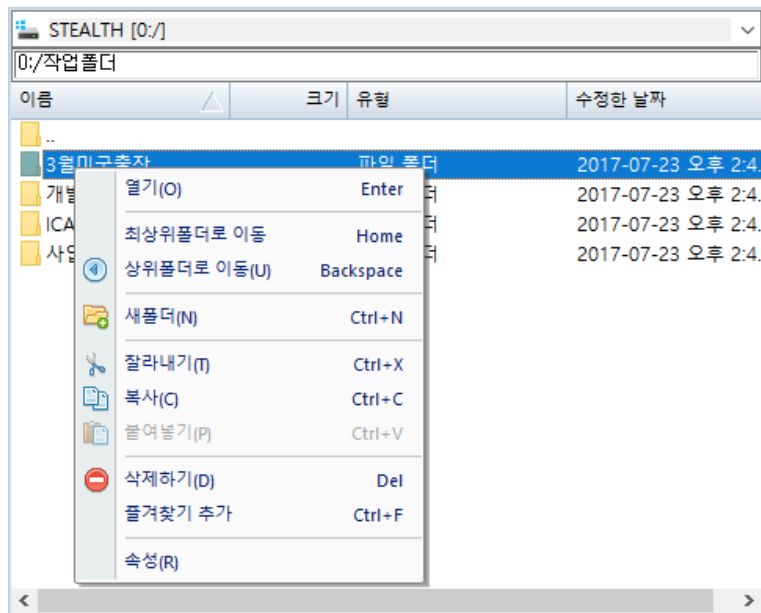 STEALTH [0:/]
0:/작업폴더
이름 크기 유형 수정한 날짜
..
3월미국출장 파일 폴더 2017-07-23 오후 2:4.
2017-07-23 오후 2:4.
ICA 2017-07-23 오후 2:4.
2017-07-23 오후 2:4.
열기(O) Enter
최상위폴더로 이동 Home
상위폴더로 이동(U) Backspace
새폴더(N) Ctrl+N
잘라내기(T) Ctrl+X
복사(C) Ctrl+C
붙여넣기(P) Ctrl+V
삭제하기(D) Del
즐겨찾기 추가 Ctrl+F
속성(R)